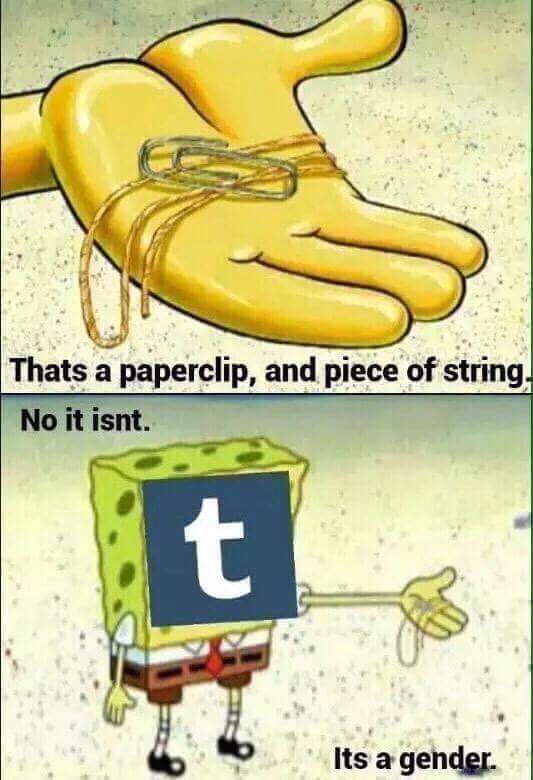 Thats a paperclip, and piece of string.
No it isnt.
t
Its a gender.